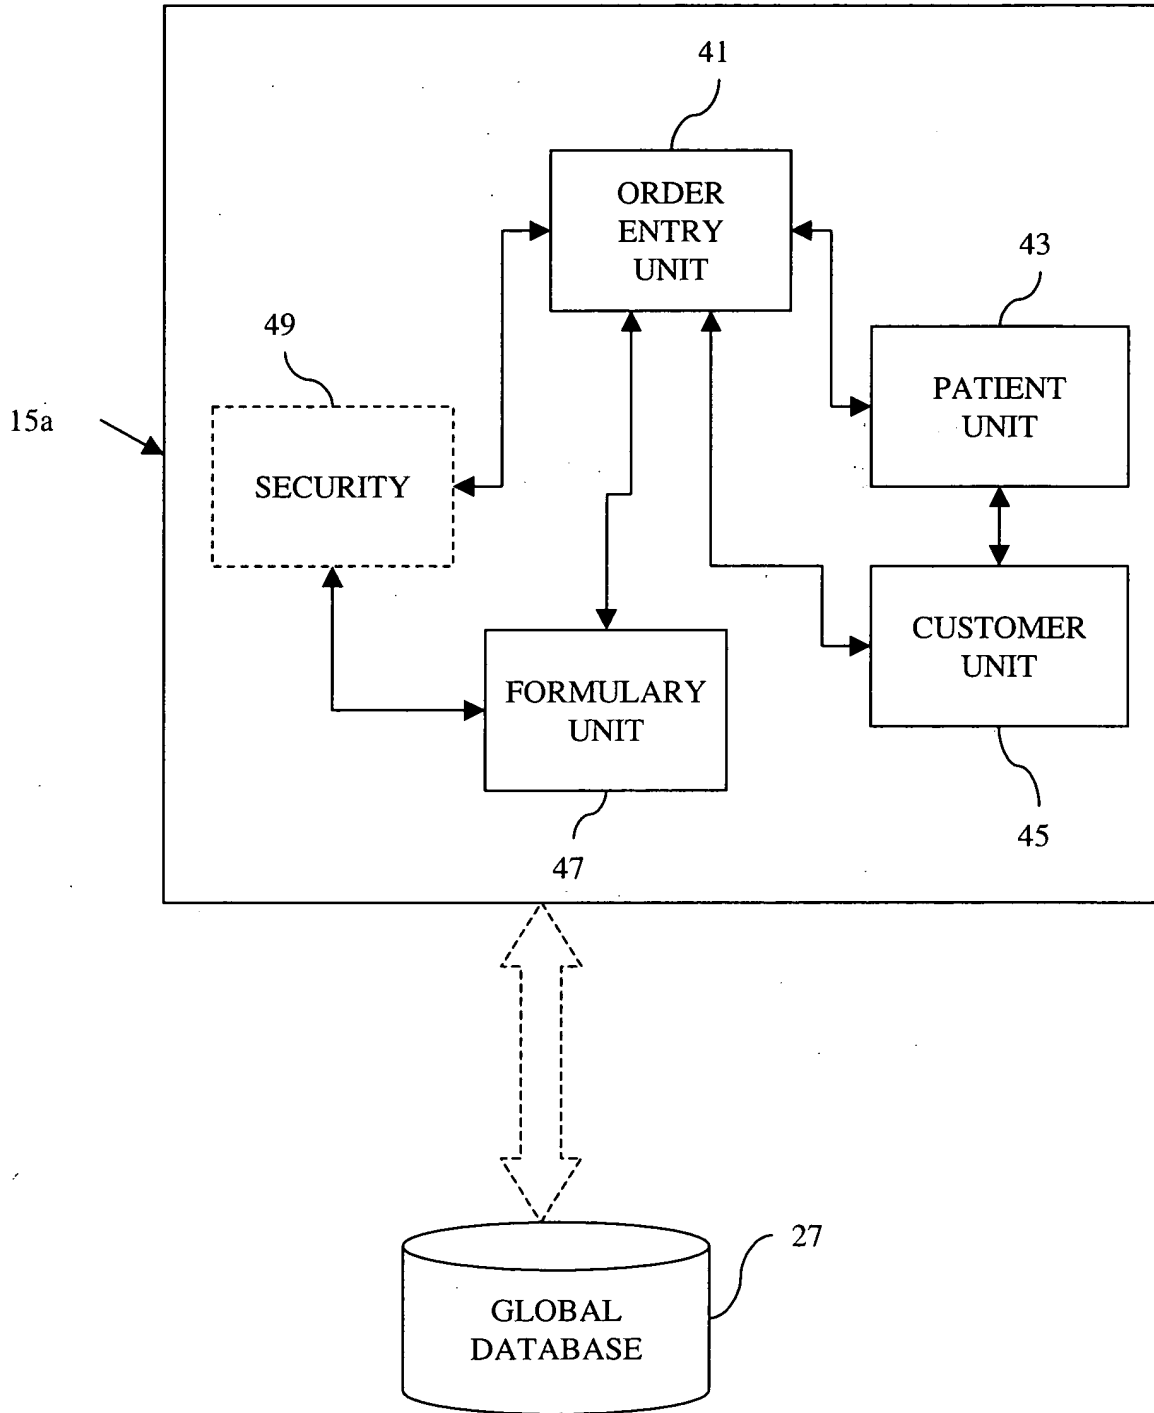 41
ORDER
ENTRY
UNIT
43
49
PATIENT
UNIT
15a
SECURITY
CUSTOMER
UNIT
FORMULARY
UNIT
45
47
27
GLOBAL
DATABASE